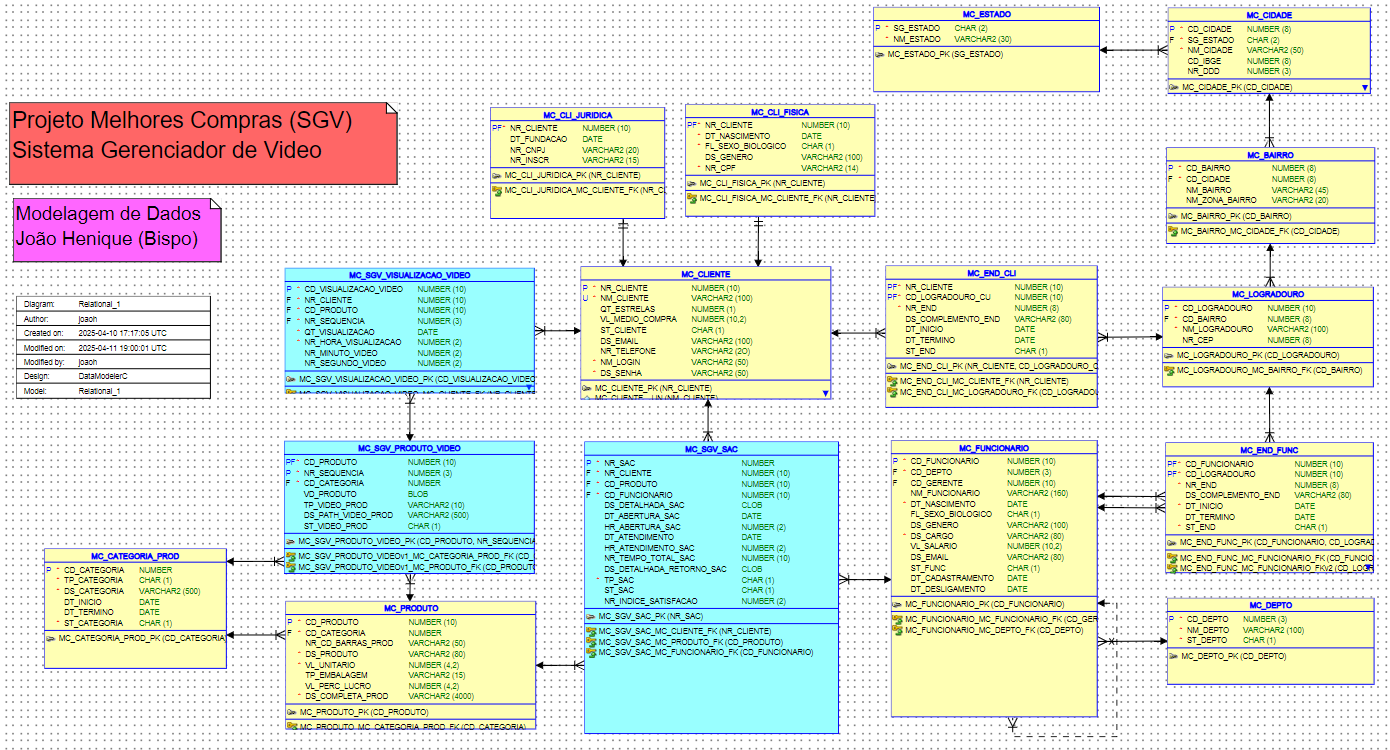 Projeto Melhores Compras (SGV)
Sistema Gerenciador de Video
Modelagem de Dados
João Henique (Bispo)
Diagram: Relational_1
Author: joaoh
Created on: 2025-04-10 17:17:05 UTC
Modified on: 2025-04-11 19:00:01 UTC
Modified by: joaoh
Design: DataModelerC
Model: Relational_1
MC_ESTADO
P * SG_ESTADO CHAR (2)
* NM_ESTADO VARCHAR2 (30)
MC_ESTADO_PK (SG_ESTADO)
MC_CIDADE
P * CD_CIDADE NUMBER (8)
F * SG_ESTADO CHAR (2)
* NM_CIDADE VARCHAR2 (50)
CD_IBGE NUMBER (8)
NR_DDD NUMBER (3)
MC_CIDADE_PK (CD_CIDADE)
MC_CLI_JURIDICA
PF* NR_CLIENTE NUMBER (10)
DT_FUNDACAO DATE
NR_CNPJ VARCHAR2 (20)
NR_INSCR VARCHAR2 (15)
MC_CLI_JURIDICA_PK (NR_CLIENTE)
MC_CLI_JURIDICA_MC_CLIENTE_FK (NR_C
MC_CLI_FISICA
PF* NR_CLIENTE NUMBER (10)
* DT_NASCIMENTO DATE
* FL_SEXO_BIOLOGICO CHAR (1)
DS_GENERO VARCHAR2 (100)
* NR_CPF VARCHAR2 (14)
MC_CLI_FISICA_PK (NR_CLIENTE)
MC_CLI_FISICA_MC_CLIENTE_FK (NR_CLIENTE
MC_BAIRRO
P * CD_BAIRRO NUMBER (8)
F * CD_CIDADE NUMBER (8)
NM_BAIRRO VARCHAR2 (45)
NM_ZONA_BAIRRO VARCHAR2 (20)
MC_BAIRRO_PK (CD_BAIRRO)
MC_BAIRRO_MC_CIDADE_FK (CD_CIDADE)
MC_SGV_VISUALIZACAO_VIDEO
P * CD_VISUALIZACAO_VIDEO NUMBER (10)
F * NR_CLIENTE NUMBER (10)
F * CD_PRODUTO NUMBER (10)
F * NR_SEQUENCIA NUMBER (3)
QT_VISUALIZACAO DATE
* NR_HORA_VISUALIZACAO NUMBER (2)
NR_MINUTO_VIDEO NUMBER (2)
NR_SEGUNDO_VIDEO NUMBER (2)
MC_SGV_VISUALIZACAO_VIDEO_PK (CD_VISUALIZACAO_VIDEO
MC_CLIENTE
P * NR_CLIENTE NUMBER (10)
U * NM_CLIENTE VARCHAR2 (100)
QT_ESTRELAS NUMBER (1)
VL_MEDIO_COMPRA NUMBER (10,2)
ST_CLIENTE CHAR (1)
DS_EMAIL VARCHAR2 (100)
NR_TELEFONE VARCHAR2 (2O)
* NM_LOGIN VARCHAR2 (50)
* DS_SENHA VARCHAR2 (50)
MC_CLIENTE_PK (NR_CLIENTE)
MC_CLIENTE__UN (NM_CLIENTE)
MC_END_CLI
PF* NR_CLIENTE NUMBER (10)
PF* CD_LOGRADOURO_CLI NUMBER (10)
* NR_END NUMBER (8)
DS_COMPLEMENTO_END VARCHAR2 (80)
DT_INICIO DATE
DT_TERMINO DATE
ST_END CHAR (1)
MC_END_CLI_PK (NR_CLIENTE, CD_LOGRADOURO_C
MC_END_CLI_MC_CLIENTE_FK (NR_CLIENTE)
MC_END_CLI_MC_LOGRADOURO_FK (CD_LOGRADOU
MC_LOGRADOURO
P * CD_LOGRADOURO NUMBER (10)
F * CD_BAIRRO NUMBER (8)
* NM_LOGRADOURO VARCHAR2 (100)
NR_CEP NUMBER (8)
MC_LOGRADOURO_PK (CD_LOGRADOURO)
MC_LOGRADOURO_MC_BAIRRO_FK (CD_BAIRRO)
MC_SGV_PRODUTO_VIDEO
PF* CD_PRODUTO NUMBER (10)
P * NR_SEQUENCIA NUMBER (3)
F * CD_CATEGORIA NUMBER
VD_PRODUTO BLOB
TP_VIDEO_PROD VARCHAR2 (10)
DS_PATH_VIDEO_PROD VARCHAR2 (500)
ST_VIDEO_PROD CHAR (1)
MC_SGV_PRODUTO_VIDEO_PK (CD_PRODUTO, NR_SEQUENCIA
MC_SGV_PRODUTO_VIDEOv1_MC_CATEGORIA_PROD_FK (CD_
MC_SGV_PRODUTO_VIDEOv1_MC_PRODUTO_FK (CD_PRODUT
MC_SGV_SAC
P * NR_SAC NUMBER
F * NR_CLIENTE NUMBER (10)
F * CD_PRODUTO NUMBER (10)
F * CD_FUNCIONARIO NUMBER (10)
DS_DETALHADA_SAC CLOB
DT_ABERTURA_SAC DATE
HR_ABERTURA_SAC NUMBER (2)
DT_ATENDIMENTO DATE
HR_ATENDIMENTO_SAC NUMBER (2)
NR_TEMPO_TOTAL_SAC NUMBER (10)
DS_DETALHADA_RETORNO_SAC CLOB
* TP_SAC CHAR (1)
* ST_SAC CHAR (1)
NR_INDICE_SATISFACAO NUMBER (2)
MC_SGV_SAC_PK (NR_SAC)
MC_SGV_SAC_MC_CLIENTE_FK (NR_CLIENTE)
MC_SGV_SAC_MC_PRODUTO_FK (CD_PRODUTO)
MC_SGV_SAC_MC_FUNCIONARIO_FK (CD_FUNCIONARIO)
MC_FUNCIONARIO
P * CD_FUNCIONARIO NUMBER (10)
F * CD_DEPTO NUMBER (3)
F CD_GERENTE NUMBER (10)
NM_FUNCIONARIO VARCHAR2 (160)
* DT_NASCIMENTO DATE
FL_SEXO_BIOLOGICO CHAR (1)
DS_GENERO VARCHAR2 (100)
* DS_CARGO VARCHAR2 (80)
VL_SALARIO NUMBER (10,2)
DS_EMAIL VARCHAR2 (80)
ST_FUNC CHAR (1)
DT_CADASTRAMENTO DATE
DT_DESLIGAMENTO DATE
MC_FUNCIONARIO_PK (CD_FUNCIONARIO)
MC_FUNCIONARIO_MC_FUNCIONARIO_FK (CD_GER
MC_FUNCIONARIO_MC_DEPTO_FK (CD_DEPTO)
MC_END_FUNC
PF* CD_FUNCIONARIO NUMBER (10)
PF* CD_LOGRADOURO NUMBER (10)
* NR_END NUMBER (8)
DS_COMPLEMENTO_END VARCHAR2 (80)
* DT_INICIO DATE
DT_TERMINO DATE
* ST_END CHAR (1)
MC_END_FUNC_PK (CD_FUNCIONARIO, CD_LOGRAD
MC_END_FUNC_MC_FUNCIONARIO_FK (CD_FUNCIO
MC_END_FUNC_MC_FUNCIONARIO_FKv2 (CD_LOGR
MC_CATEGORIA_PROD
P * CD_CATEGORIA NUMBER
* TP_CATEGORIA CHAR (1)
* DS_CATEGORIA VARCHAR2 (500)
DT_INICIO DATE
DT_TERMINO DATE
* ST_CATEGORIA CHAR (1)
MC_CATEGORIA_PROD_PK (CD_CATEGORIA)
MC_PRODUTO
P * CD_PRODUTO NUMBER (10)
F * CD_CATEGORIA NUMBER
NR_CD_BARRAS_PROD VARCHAR2 (50)
* DS_PRODUTO VARCHAR2 (80)
* VL_UNITARIO NUMBER (4,2)
TP_EMBALAGEM VARCHAR2 (15)
VL_PERC_LUCRO NUMBER (4,2)
* DS_COMPLETA_PROD VARCHAR2 (4000)
MC_PRODUTO_PK (CD_PRODUTO)
MC_PRODUTO_MC_CATEGORIA_PROD_FK (CD_CATEGORIA)
MC_DEPTO
P * CD_DEPTO NUMBER (3)
* NM_DEPTO VARCHAR2 (100)
* ST_DEPTO CHAR (1)
MC_DEPTO_PK (CD_DEPTO)